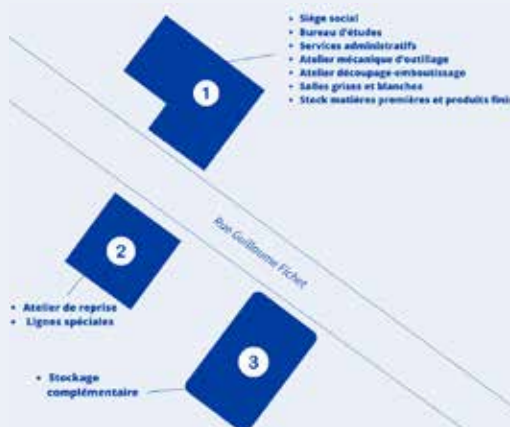 • Siège social
• Bureau d'études
• Services administratifs
• Atelier mécanique d'outillage
• Atelier découpage-emboutissage
• Salles grises et blanches
• Stock matières premières et produits finis
1
Rue Guillaume Fichet
2
• Atelier de reprise
• Lignes spéciales
3
• Stockage
complémentaire